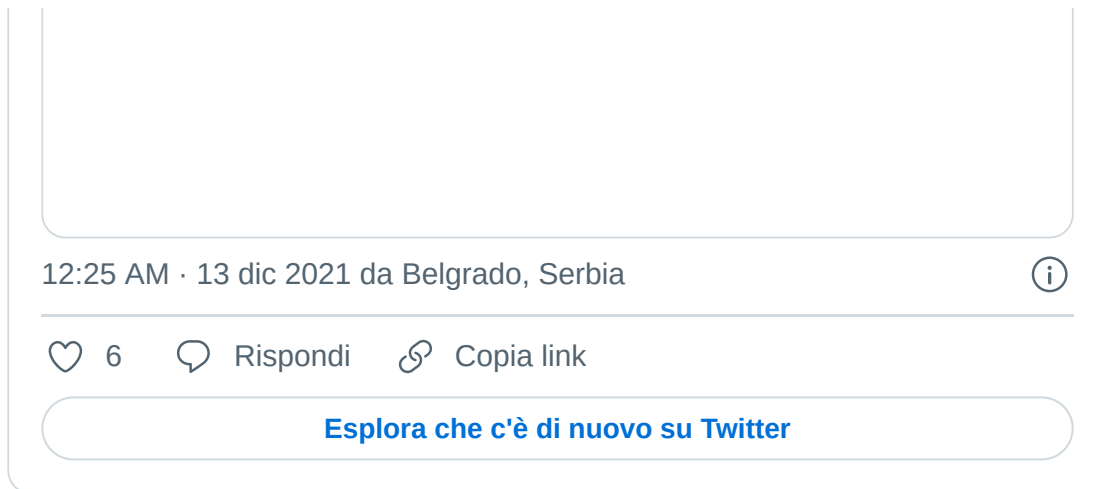 12:25 AM · 13 dic 2021 da Belgrado, Serbia
6 Rispondi Copia link
Esplora che c'è di nuovo su Twitter